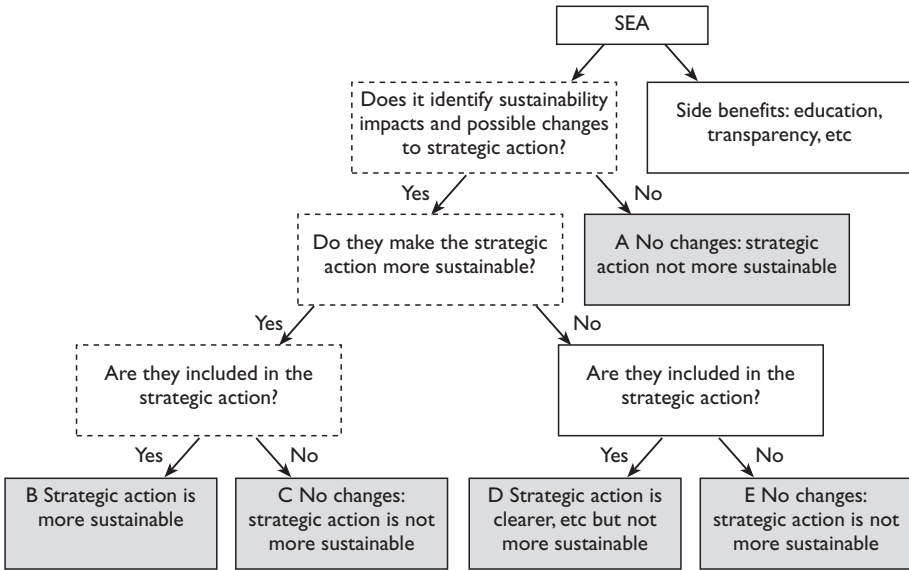 SEA
Does it identify sustainability
impacts and possible changes
to strategic action?
Side benefits: education,
transparency, etc
Yes
No
Do they make the strategic
action more sustainable?
A No changes: strategic
action not more sustainable
Yes
No
Are they included in the
strategic action?
Are they included in the
strategic action?
Yes
No
Yes
No
B Strategic action is
more sustainable
C No changes:
strategic action is not
more sustainable
D Strategic action is
clearer, etc but not
more sustainable
E No changes:
strategic action is not
more sustainable